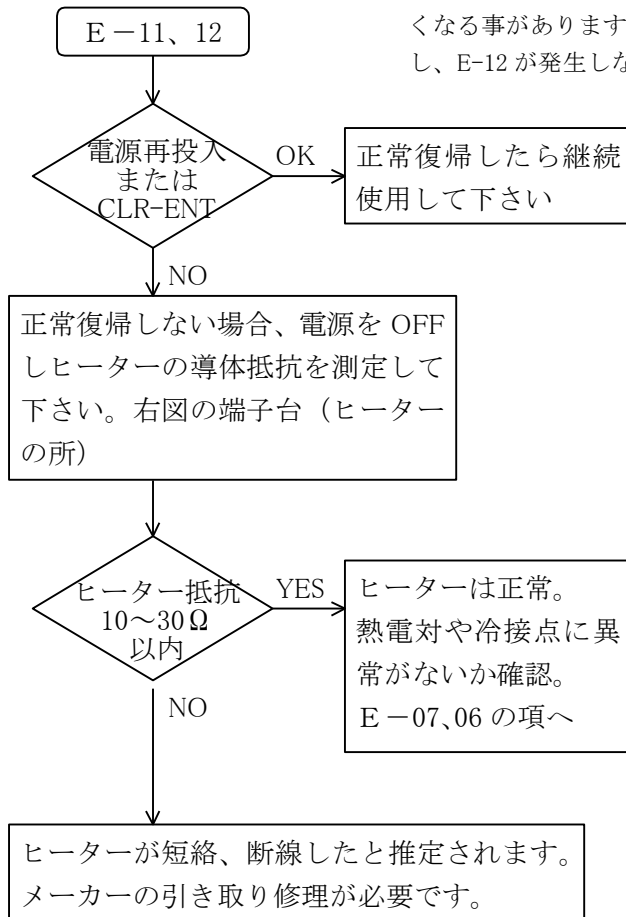 E－11、12
くなる事があります
し、E-12 が発生しな
電源再投入
または
CLR-ENT
OK
正常復帰したら継続
使用して下さい
NO
正常復帰しない場合、電源を OFF
しヒーターの導体抵抗を測定して
下さい。右図の端子台（ヒーター
の所）
ヒーター抵抗
10～30Ω
以内
YES
ヒーターは正常。
熱電対や冷接点に異
常がないか確認。
E－07、06 の項へ
NO
ヒーターが短絡、断線したと推定されます。
メーカーの引き取り修理が必要です。